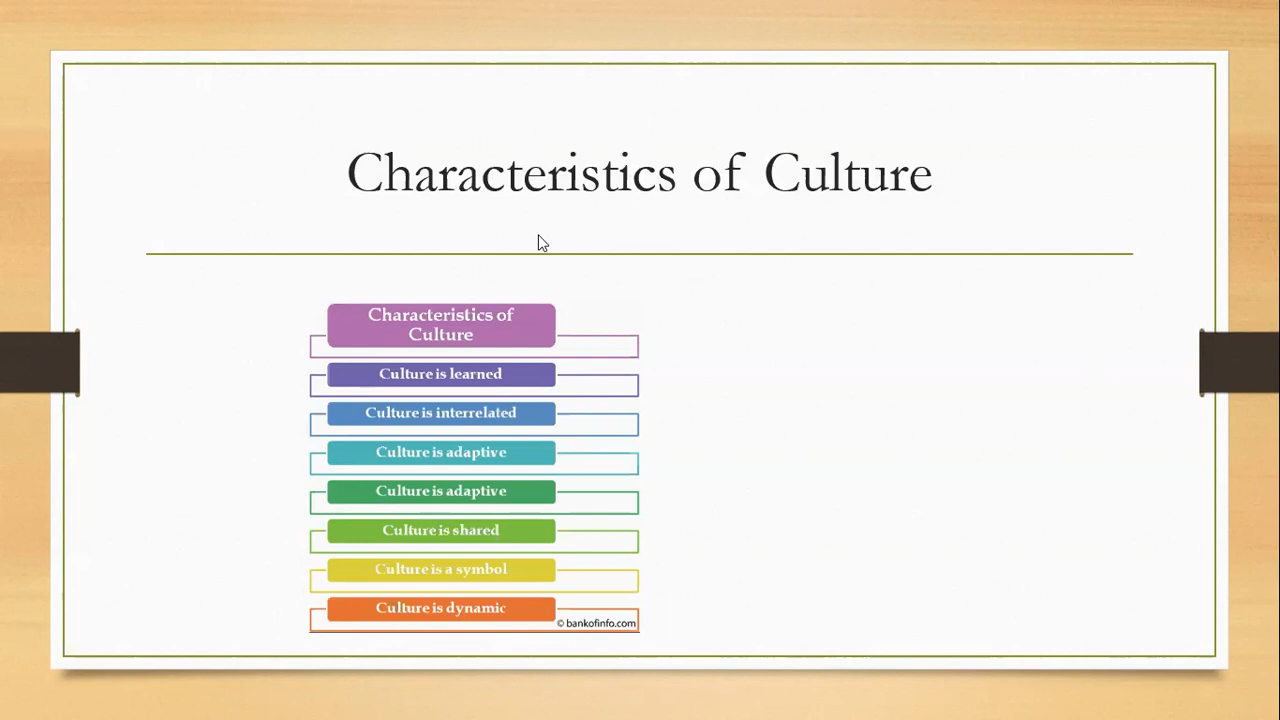 Characteristics of Culture
Characteristics of
Culture
Culture is learned
Culture is interrelated
Culture is adaptive
Culture is adaptive
Culture is shared
Culture is a symbol
Culture is dynamic
© bankofinfo.com